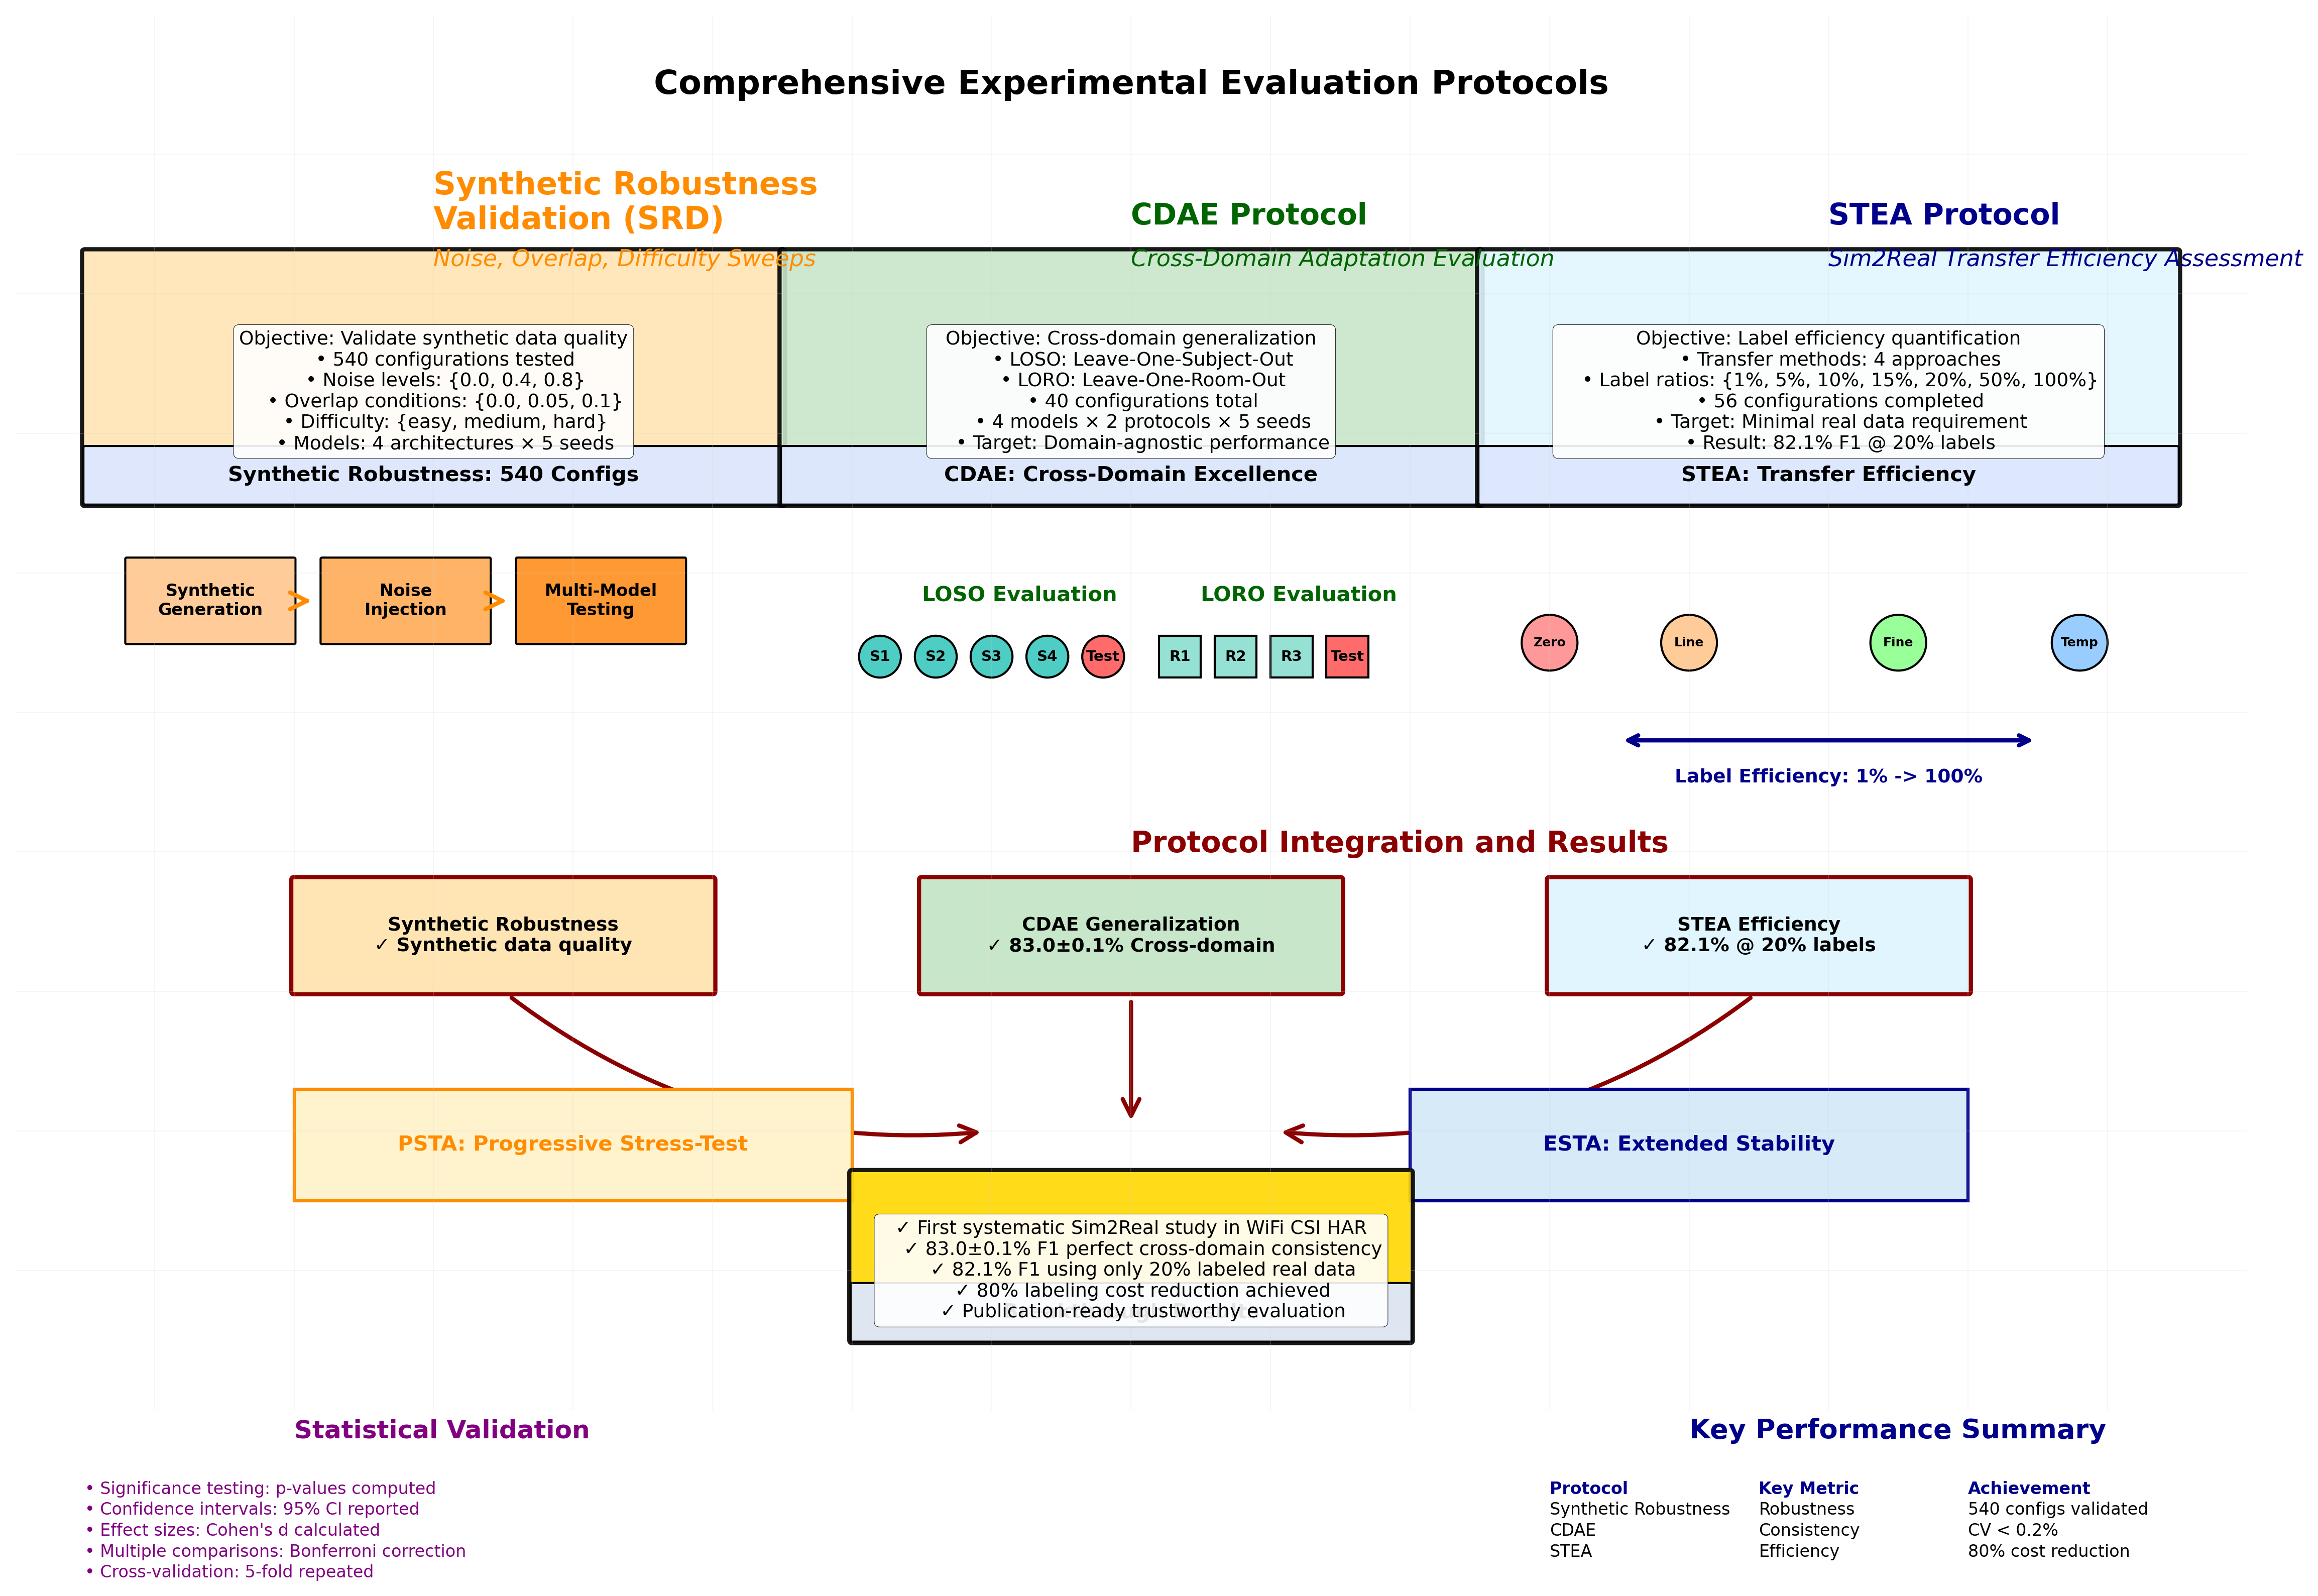 Comprehensive Experimental Evaluation Protocols
Synthetic Robustness
Validation (SRD)
Noise, Overlap, Difficulty Sweeps
Objective: Validate synthetic data quality
• 540 configurations tested
• Noise levels: {0.0, 0.4, 0.8}
• Overlap conditions: {0.0, 0.05, 0.1}
• Difficulty: {easy, medium, hard}
• Models: 4 architectures × 5 seeds
Synthetic Robustness: 540 Configs
CDAE Protocol
Cross-Domain Adaptation Evaluation
Objective: Cross-domain generalization
• LOSO: Leave-One-Subject-Out
• LORO: Leave-One-Room-Out
• 40 configurations total
• 4 models × 2 protocols × 5 seeds
• Target: Domain-agnostic performance
CDAE: Cross-Domain Excellence
STEA Protocol
Sim2Real Transfer Efficiency Assessment
Objective: Label efficiency quantification
• Transfer methods: 4 approaches
• Label ratios: {1%, 5%, 10%, 15%, 20%, 50%, 100%}
• 56 configurations completed
• Target: Minimal real data requirement
• Result: 82.1% F1 @ 20% labels
STEA: Transfer Efficiency
Synthetic
Generation
Noise
Injection
Multi-Model
Testing
LOSO Evaluation
S1 S2 S3 S4 Test
LORO Evaluation
R1 R2 R3 Test
Zero Line Fine Temp
Label Efficiency: 1% -> 100%
Protocol Integration and Results
Synthetic Robustness
✓ Synthetic data quality
CDAE Generalization
✓ 83.0±0.1% Cross-domain
STEA Efficiency
✓ 82.1% @ 20% labels
PSTA: Progressive Stress-Test
ESTA: Extended Stability
✓ First systematic Sim2Real study in WiFi CSI HAR
✓ 83.0±0.1% F1 perfect cross-domain consistency
✓ 82.1% F1 using only 20% labeled real data
✓ 80% labeling cost reduction achieved
✓ Publication-ready trustworthy evaluation
Statistical Validation
• Significance testing: p-values computed
• Confidence intervals: 95% CI reported
• Effect sizes: Cohen's d calculated
• Multiple comparisons: Bonferroni correction
• Cross-validation: 5-fold repeated
Key Performance Summary
Protocol Key Metric Achievement
Synthetic Robustness Robustness 540 configs validated
CDAE Consistency CV < 0.2%
STEA Efficiency 80% cost reduction